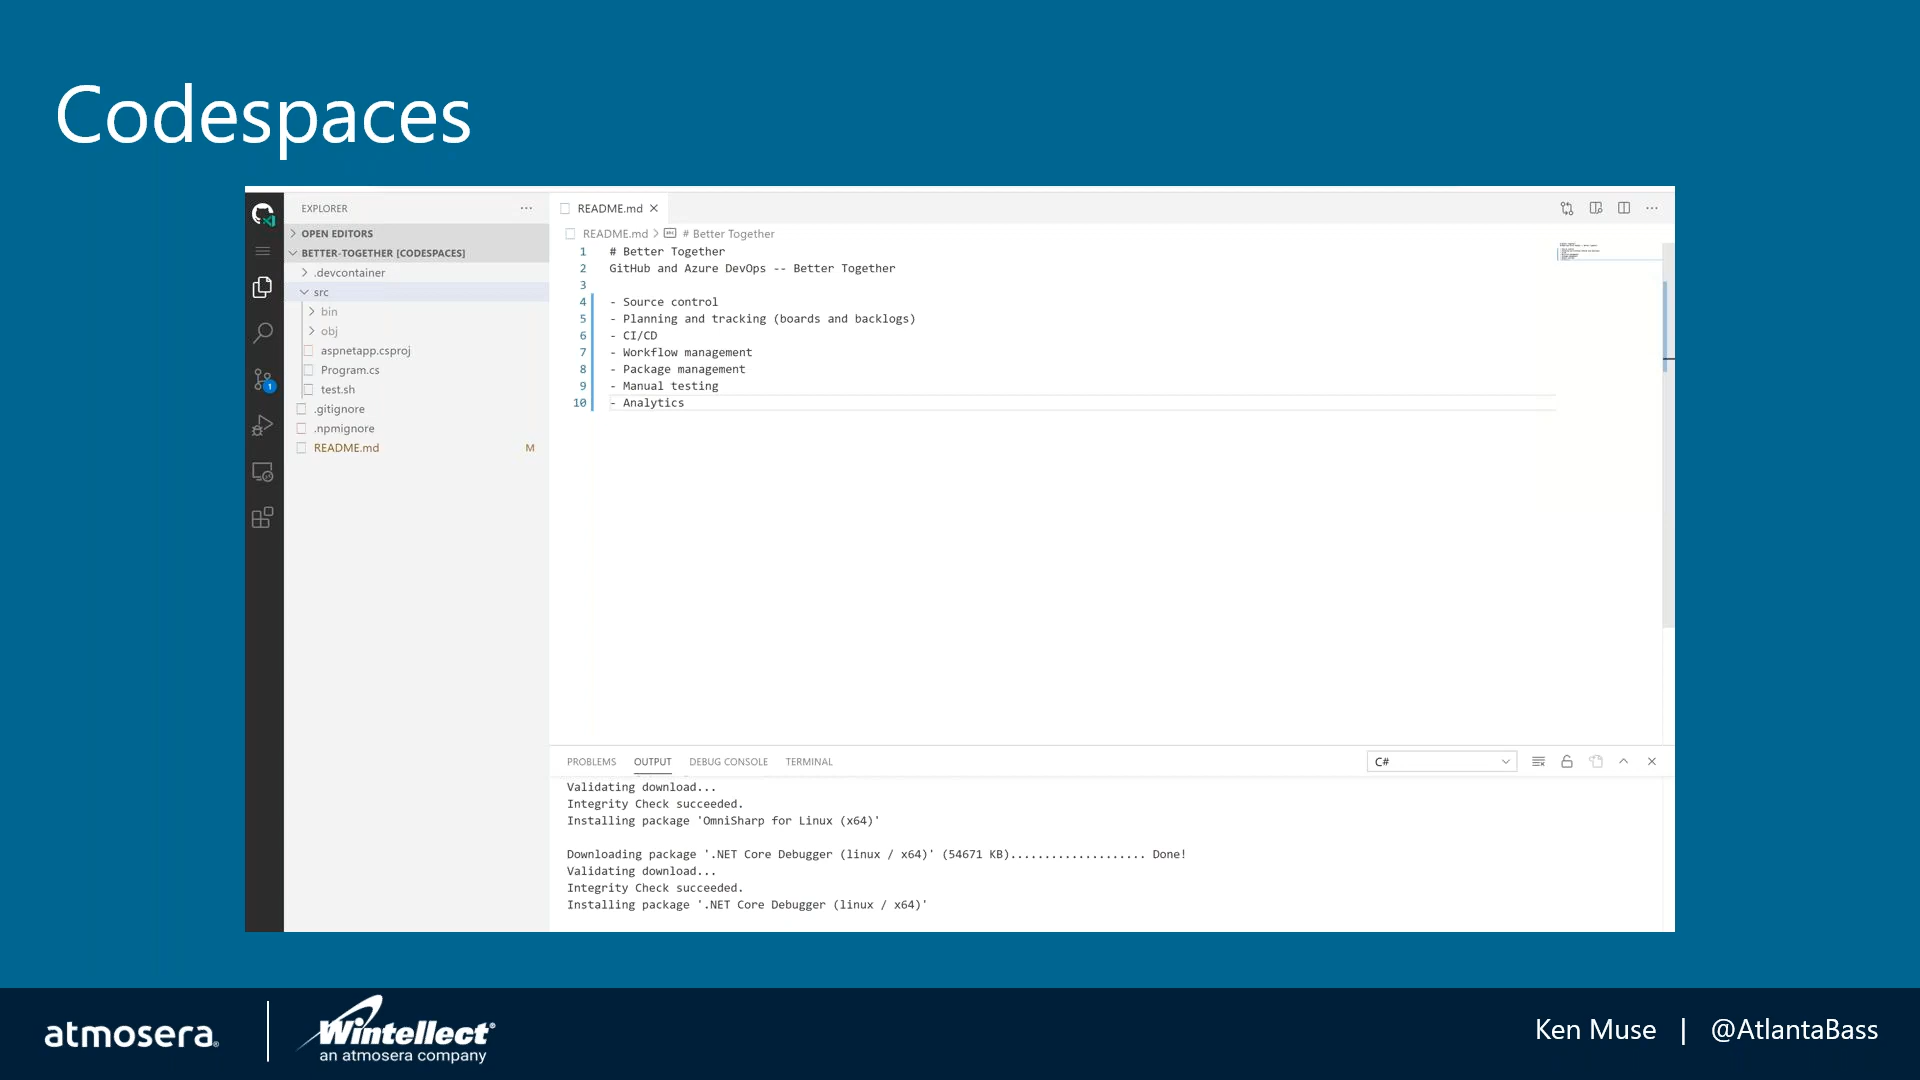 Codespaces
EXPLORER
OPEN EDITORS
BETTER-TOGETHER [CODESPACES]
.devcontainer
src
bin
obj
aspnetapp.csproj
Program.cs
test.sh
.gitignore
.npmignore
README.md M
1
README.md
README.md # Better Together
1 # Better Together
2 GitHub and Azure DevOps -- Better Together
3
4 - Source control
5 - Planning and tracking (boards and backlogs)
6 - CI/CD
7 - Workflow management
8 - Package management
9 - Manual testing
10 - Analytics
PROBLEMS OUTPUT DEBUG CONSOLE TERMINAL C#
Validating download...
Integrity Check succeeded.
Installing package 'OmniSharp for Linux (x64)'
Downloading package '.NET Core Debugger (linux / x64)' (54671 KB).................... Done!
Validating download...
Integrity Check succeeded.
Installing package '.NET Core Debugger (linux / x64)'
atmosera®
Wintellect®
an atmosera company
Ken Muse | @AtlantaBass